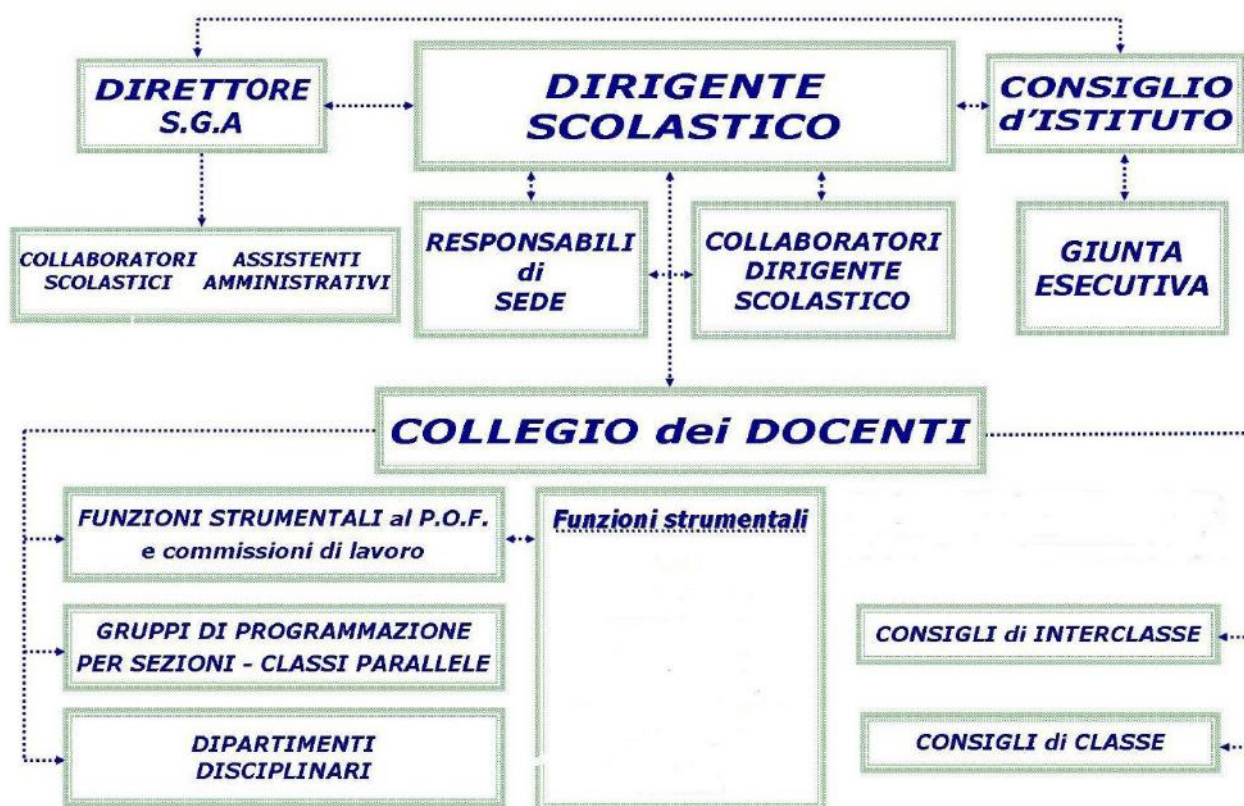 DIRETTORE
S.G.A
DIRIGENTE
SCOLASTICO
CONSIGLIO
d'ISTITUTO
COLLABORATORI
SCOLASTICI
ASSISTENTI
AMMINISTRATIVI
RESPONSABILI
di
SEDE
COLLABORATORI
DIRIGENTE
SCOLASTICO
GIUNTA
ESECUTIVA
COLLEGIO dei DOCENTI
FUNZIONI STRUMENTALI al P.O.F.
e commissioni di lavoro
Funzioni strumentali
GRUPPI DI PROGRAMMAZIONE
PER SEZIONI - CLASSI PARALLELE
CONSIGLI di INTERCLASSE
DIPARTIMENTI
DISCIPLINARI
CONSIGLI di CLASSE